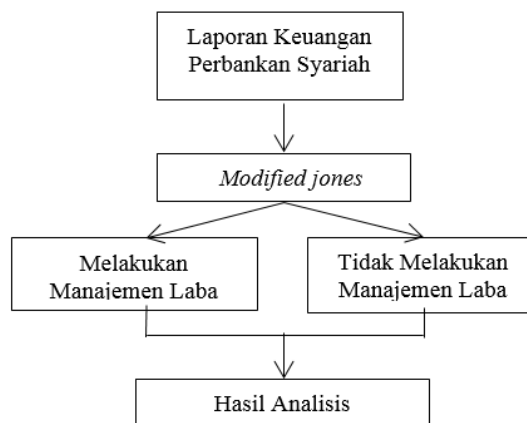 Laporan Keuangan
Perbankan Syariah
Modified jones
Melakukan
Manajemen Laba
Tidak Melakukan
Manajemen Laba
Hasil Analisis